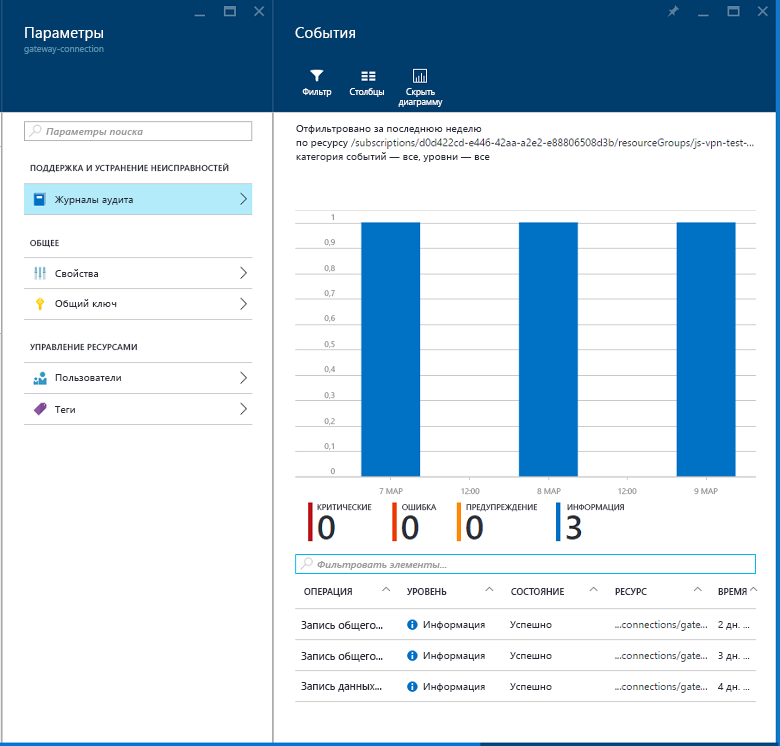 Параметры
gateway-connection
Параметры поиска
ПОДДЕРЖКА И УСТРАНЕНИЕ НЕИСПРАВНОСТЕЙ
Журналы аудита
ОБЩЕЕ
Свойства
Общий ключ
УПРАВЛЕНИЕ РЕСУРСАМИ
Пользователи
Теги
События
Фильтр Столбцы Скрыть
диаграмму
Отфильтровано за последнюю неделю
по ресурсу /subscriptions/d0d422cd-e446-42aa-a2e2-e88806508d3b/resourceGroups/js-vpn-test-...
категория событий — все, уровни — все
1
0,9
0,8
0,7
0,6
0,5
0,4
0,3
0,2
0,1
0
7 МАР 12:00 8 МАР 12:00 9 МАР
КРИТИЧЕСКИЕ ОШИБКА ПРЕДУПРЕЖДЕНИЕ ИНФОРМАЦИЯ
0 0 0 3
Фильтровать элементы...
ОПЕРАЦИЯ УРОВЕНЬ СОСТОЯНИЕ РЕСУРС ВРЕМЯ
Запись общего... Информация Успешно ...connections/gate... 2 дн. ...
Запись общего... Информация Успешно ...connections/gate... 3 дн. ...
Запись данных... Информация Успешно ...connections/gate... 4 дн. ...